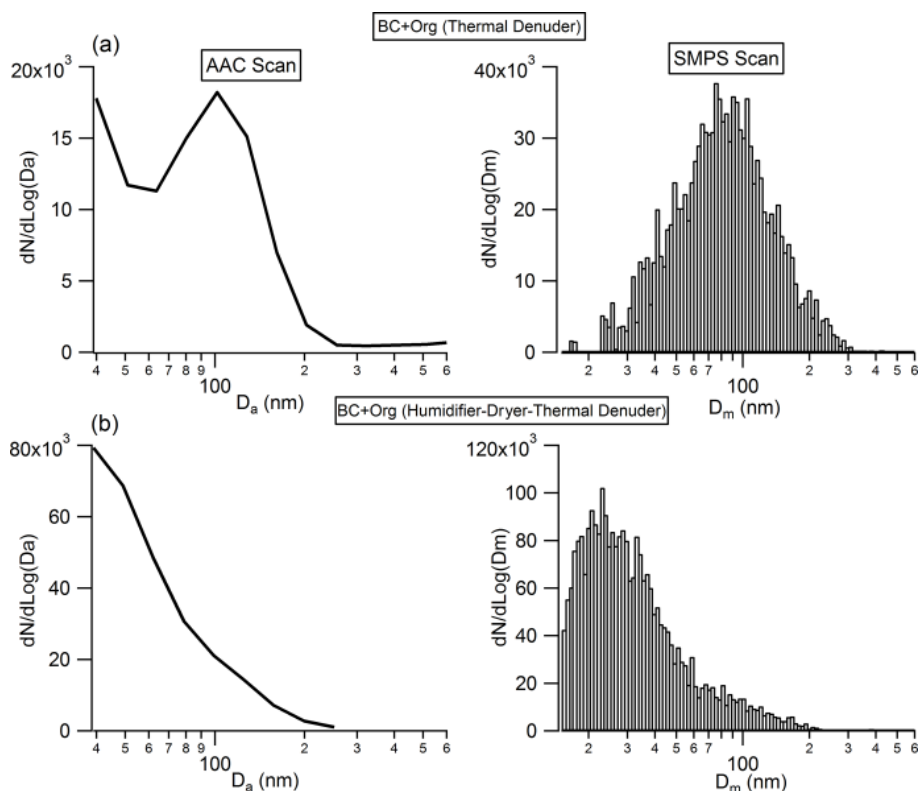 BC+Org (Thermal Denuder)
(a)
AAC Scan
SMPS Scan
20x10³
15
10
5
0
dN/dLog(Da)
4 5 6 7 8 9 100 2 3 4 5 6
Dₐ (nm)
40x10³
30
20
10
0
dN/dLog(Dm)
2 3 4 5 6 7 100 2 3 4 5 6
Dₘ (nm)
BC+Org (Humidifier-Dryer-Thermal Denuder)
(b)
80x10³
60
40
20
0
dN/dLog(Da)
4 5 6 7 8 9 100 2 3 4 5 6
Dₐ (nm)
120x10³
100
80
60
40
20
0
dN/dLog(Dm)
2 3 4 5 6 7 100 2 3 4 5 6
Dₘ (nm)